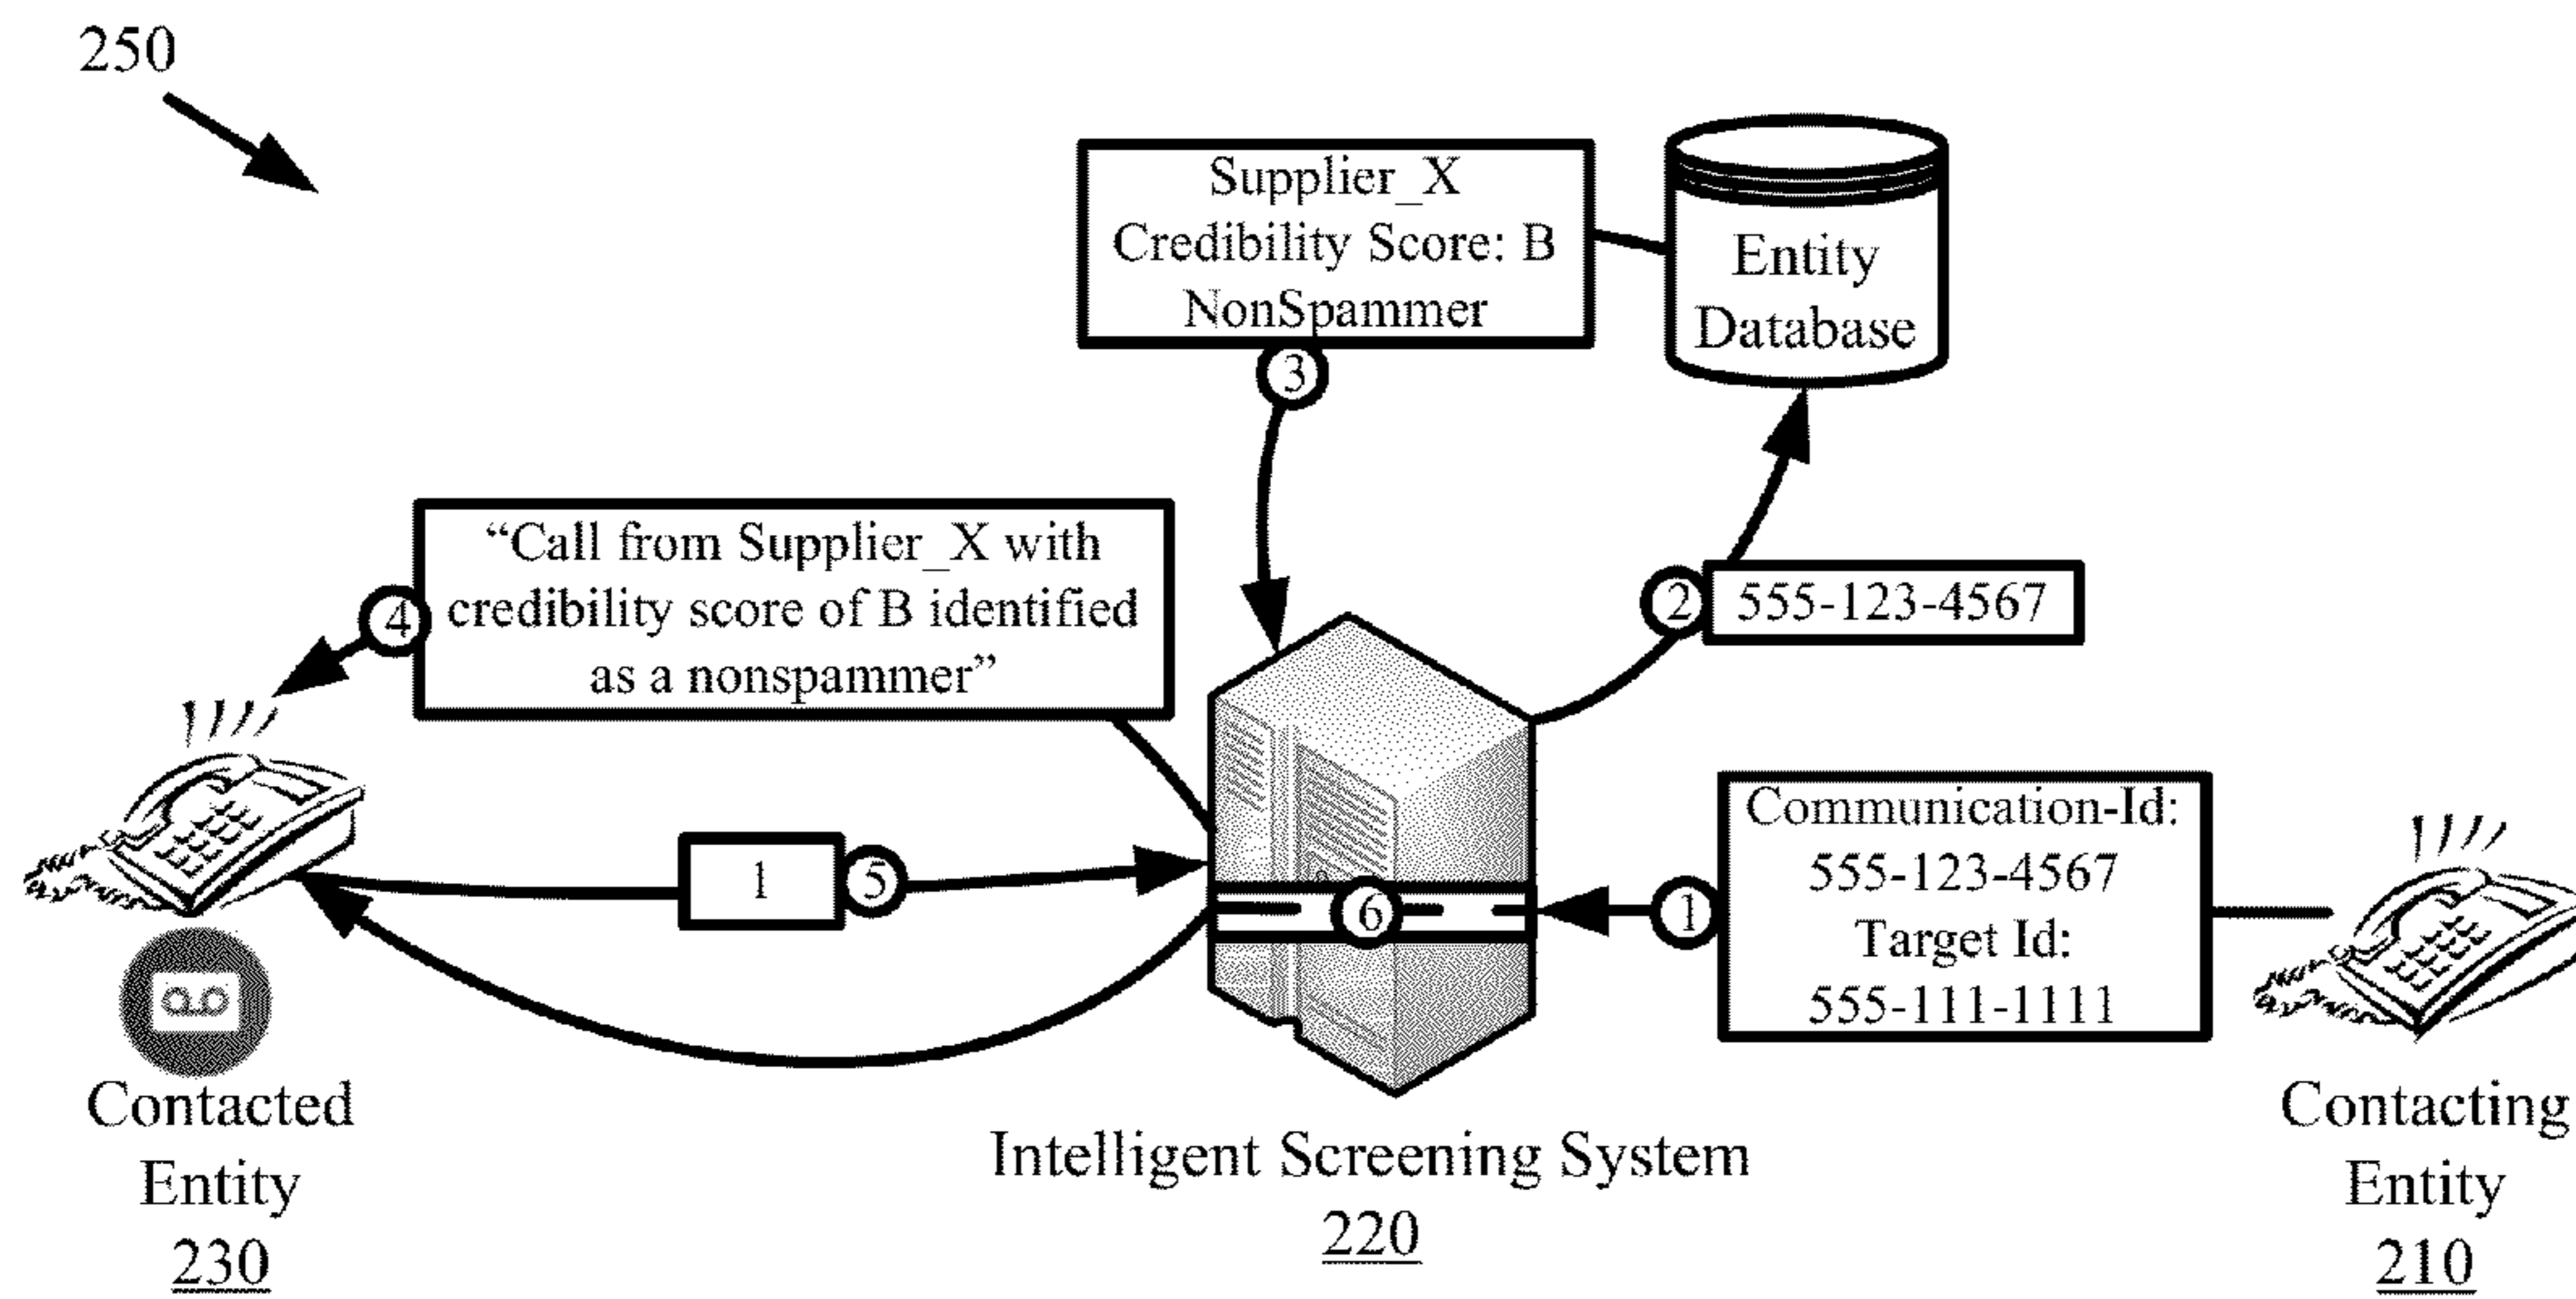 250
Supplier_X
Credibility Score: B
NonSpammer
3
Entity
Database
“Call from Supplier_X with
credibility score of B identified
as a nonspammer”
4
2
555-123-4567
1
5
6
1
Communication-Id:
555-123-4567
Target Id:
555-111-1111
Contacted
Entity
230
Intelligent Screening System
220
Contacting
Entity
210